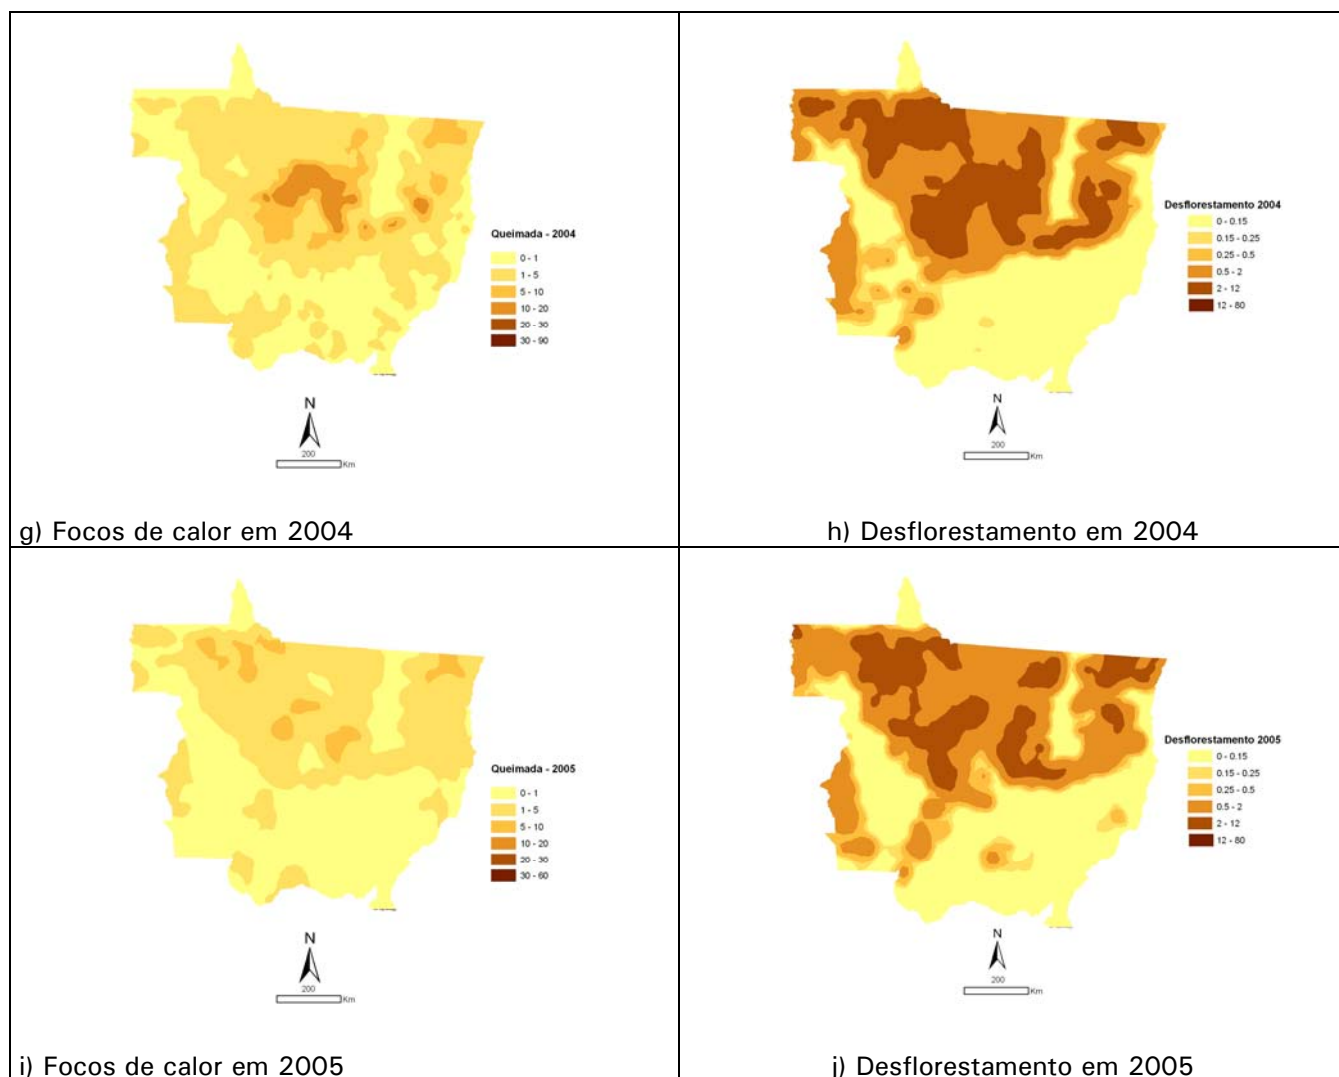 Queimada - 2004
0 - 1
1 - 5
5 - 10
10 - 20
20 - 30
30 - 90
N
200
Km
g) Focos de calor em 2004
Desflorestamento 2004
0 - 0.15
0.15 - 0.25
0.25 - 0.5
0.5 - 2
2 - 12
12 - 80
N
200
Km
h) Desflorestamento em 2004
Queimada - 2005
0 - 1
1 - 5
5 - 10
10 - 20
20 - 30
30 - 60
N
200
Km
i) Focos de calor em 2005
Desflorestamento 2005
0 - 0.15
0.15 - 0.25
0.25 - 0.5
0.5 - 2
2 - 12
12 - 80
N
200
Km
j) Desflorestamento em 2005